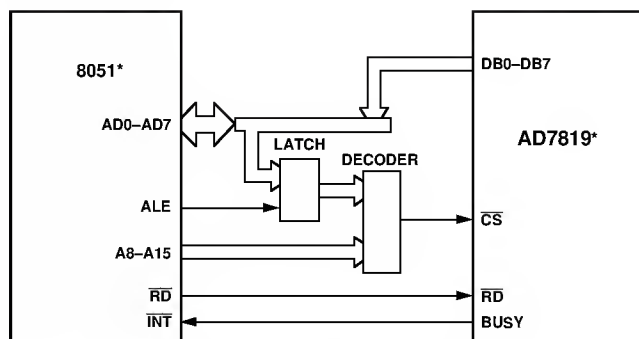 8051*
DB0–DB7
AD0–AD7
AD7819*
LATCH
DECODER
ALE
CS
A8–A15
RD
RD
INT
BUSY